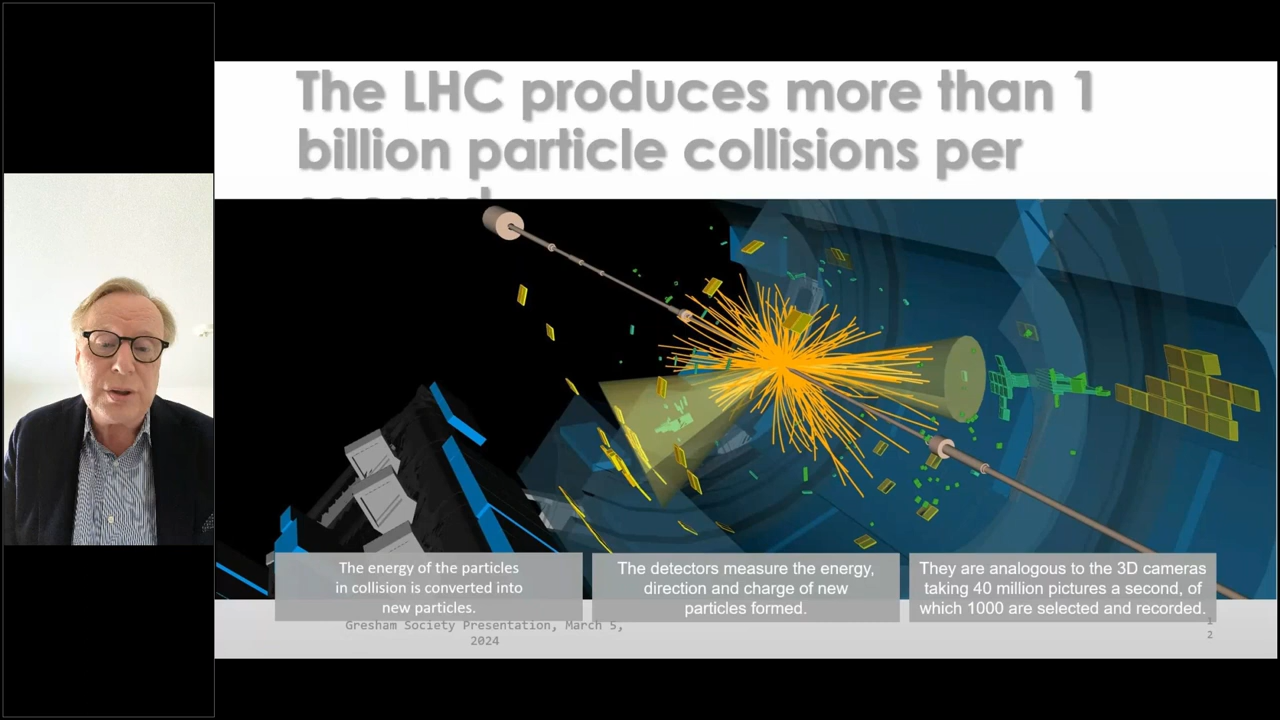 The LHC produces more than 1
billion particle collisions per
second
The energy of the particles
in collision is converted into
new particles.
The detectors measure the energy,
direction and charge of new
particles formed.
They are analogous to the 3D cameras
taking 40 million pictures a second, of
which 1000 are selected and recorded.
Gresham Society Presentation, March 5,
2024
1
2